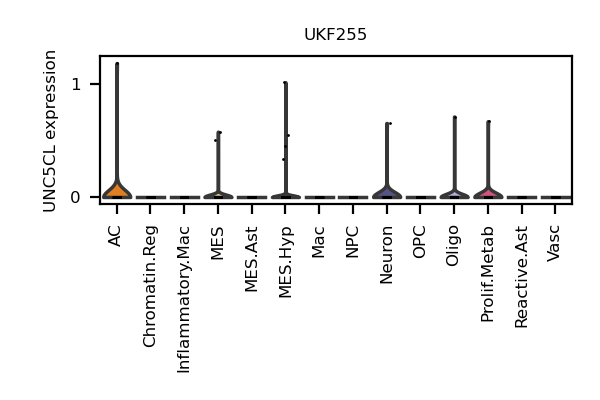 UKF255
UNC5CL expression
1
0
AC
Chromatin.Reg
Inflammatory.Mac
MES
MES.Ast
MES.Hyp
Mac
NPC
Neuron
OPC
Oligo
Prolif.Metab
Reactive.Ast
Vasc